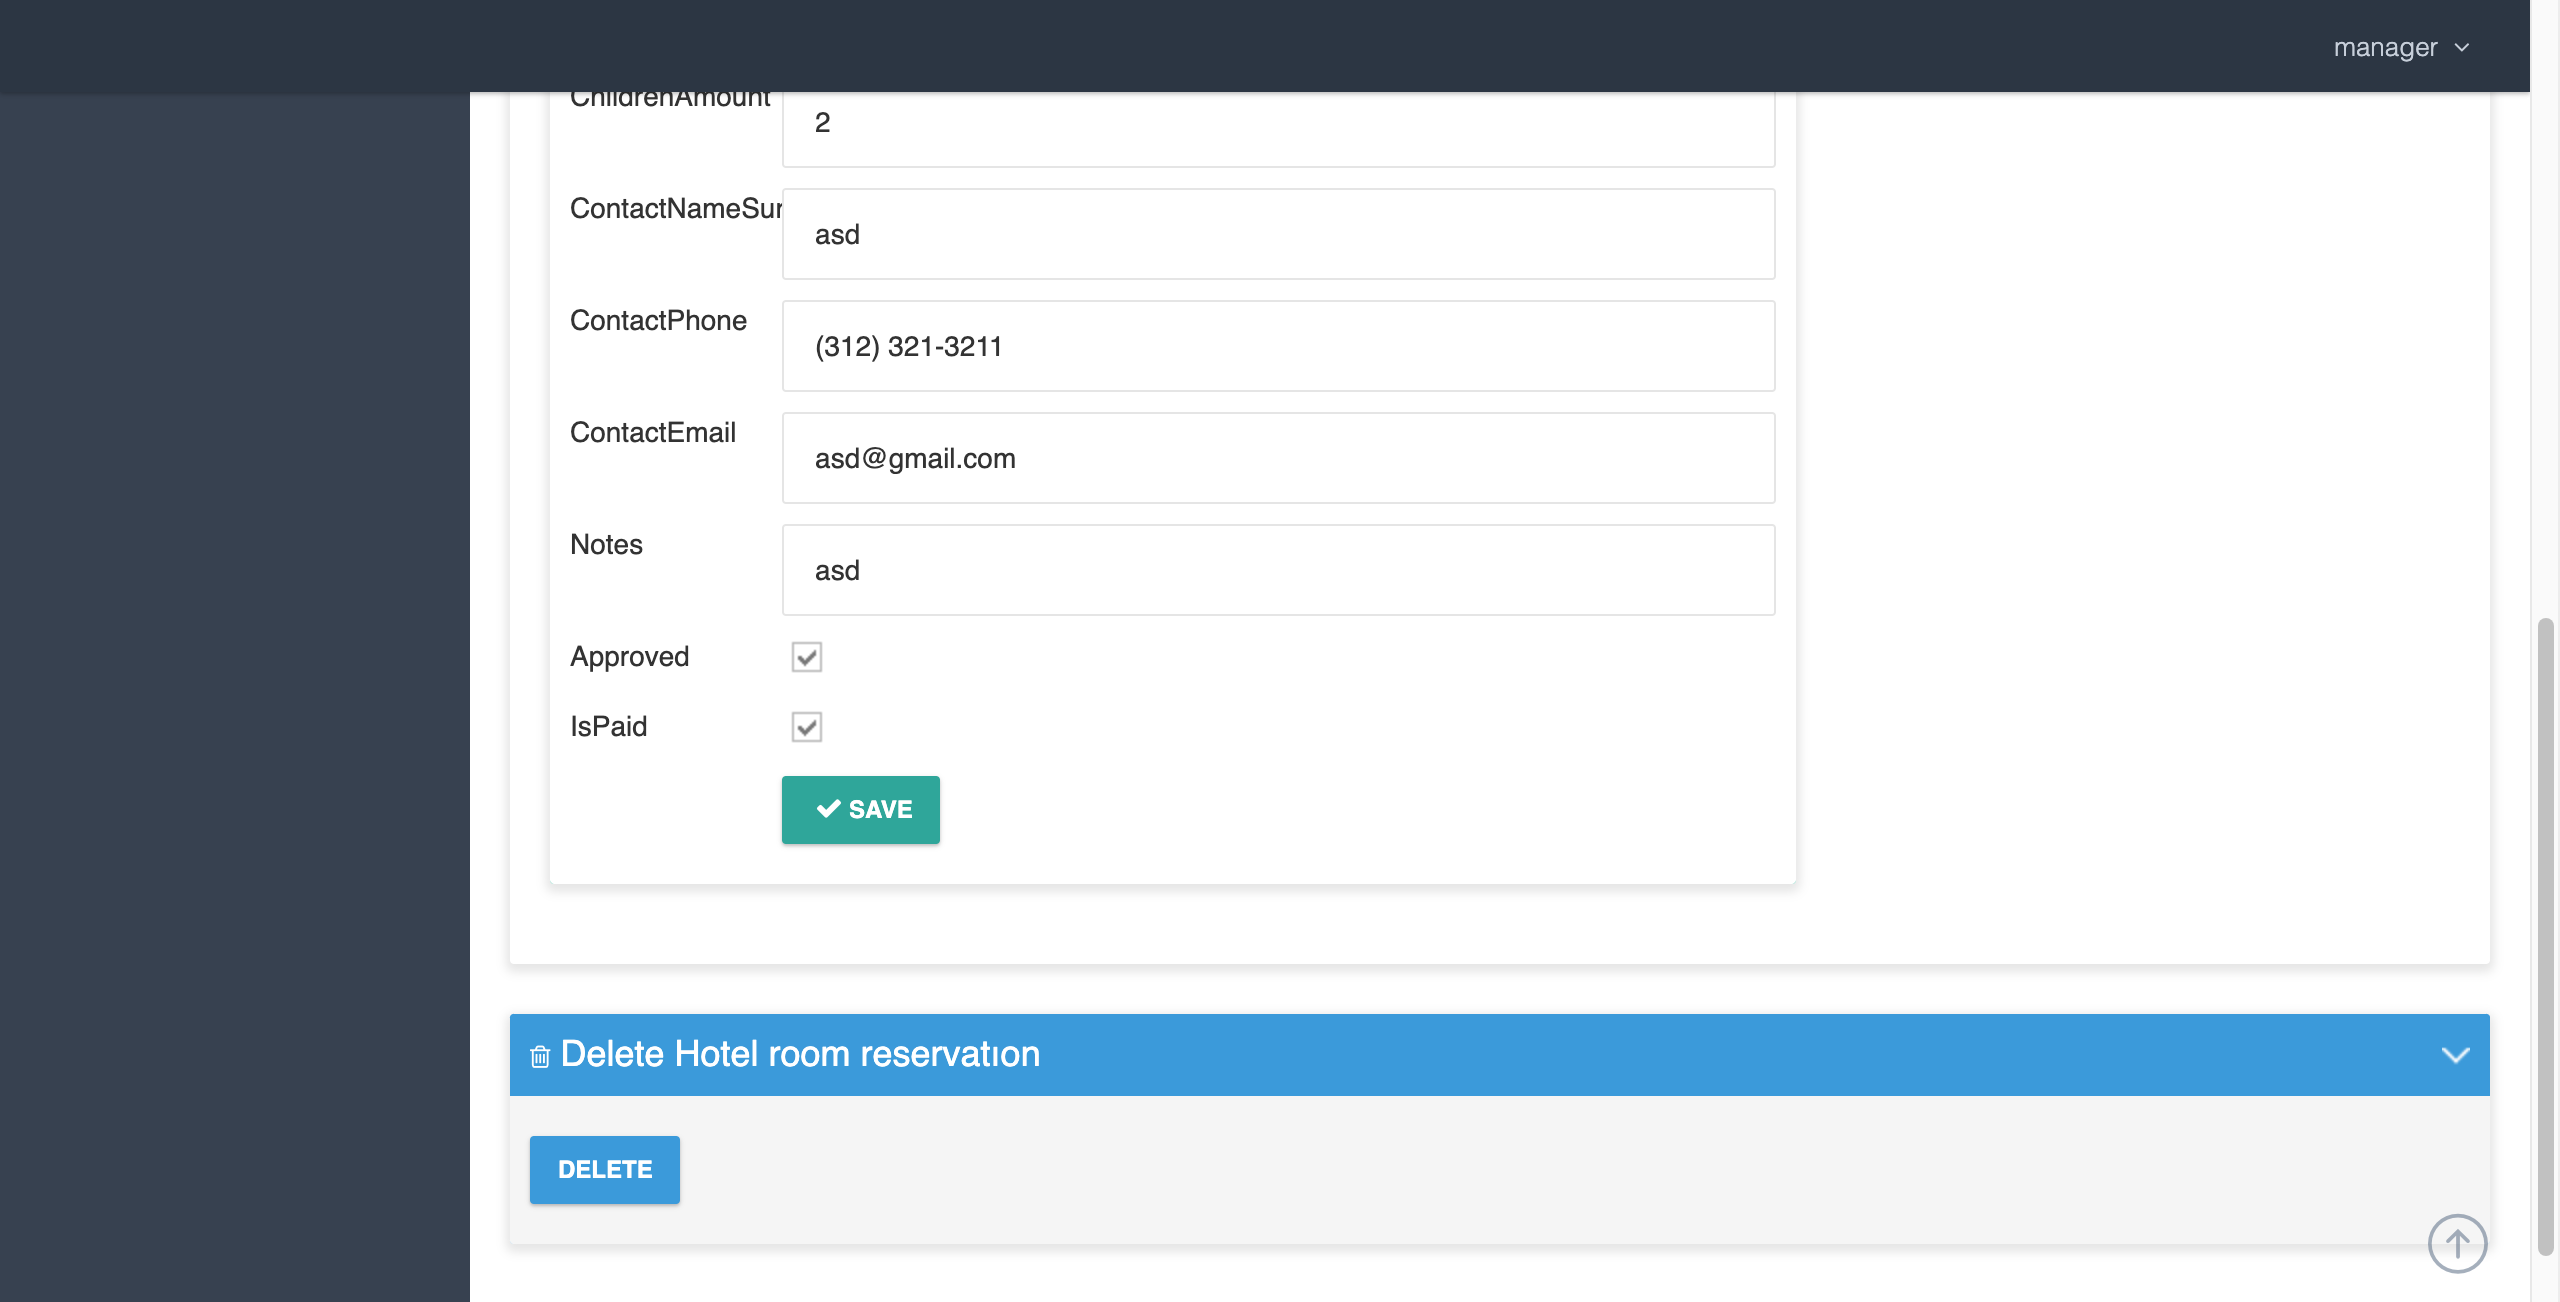 manager
ChildrenAmount
2
ContactNameSur
asd
ContactPhone
(312) 321-3211
ContactEmail
asd@gmail.com
Notes
asd
Approved
IsPaid
SAVE
Delete Hotel room reservatıon
DELETE